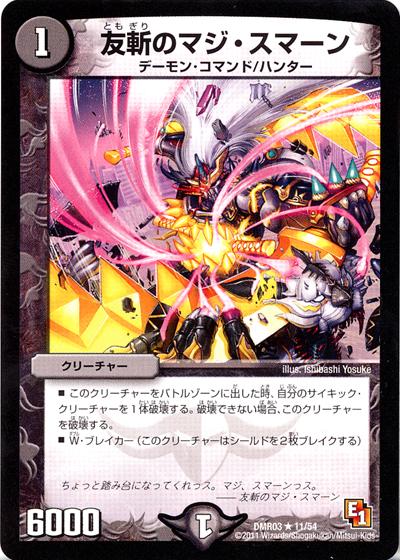 1
ともぎり
友斬のマジ・スマーン
デーモン・コマンド/ハンター
illus. Ishibashi Yosuke
クリーチャー
■ このクリーチャーをバトルゾーンに出した時、自分のサイキック・
クリーチャーを1体破壊する。破壊できない場合、このクリーチャー
を破壊する。
■ W・ブレイカー(このクリーチャーはシールドを2枚ブレイクする)
ちょっと踏み台になってくれっス。マジ、スマーンっス。
── 友斬のマジ・スマーン
6000
1
DMR03 ★ 11/54
©2011 Wizards/Shogakukan/Mitsui-Kids
E1